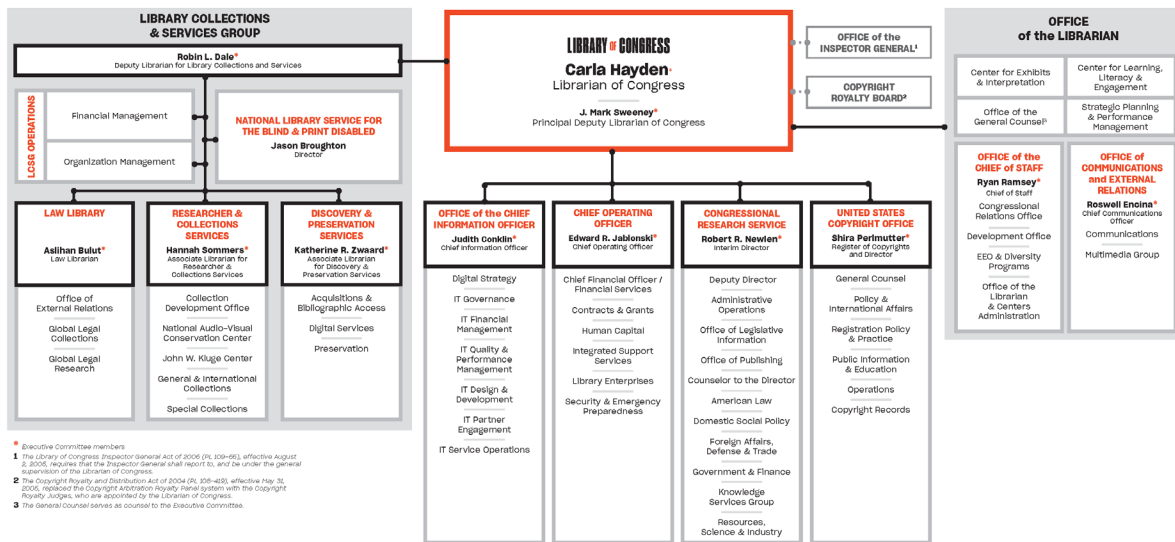 LIBRARY COLLECTIONS
& SERVICES GROUP
Robin L. Dale*
Deputy Librarian for Library Collections and Services
LCSG OPERATIONS
Financial Management
Organization Management
NATIONAL LIBRARY SERVICE for
THE BLIND & PRINT DISABLED
Jason Broughton
Director
LAW LIBRARY
Aslihan Bulut*
Law Librarian
Office of
External Relations
Global Legal
Collections
Global Legal
Research
RESEARCHER &
COLLECTIONS
SERVICES
Hannah Sommers*
Associate Librarian for
Researcher &
Collections Services
Collection
Development Office
National Audio-Visual
Conservation Center
John W. Kluge Center
General & International
Collections
Special Collections
DISCOVERY &
PRESERVATION
SERVICES
Katherine R. Zwaard*
Associate Librarian
for Discovery &
Preservation Services
Acquisitions &
Bibliographic Access
Digital Services
Preservation
LIBRARY OF CONGRESS
Carla Hayden*
Librarian of Congress
J. Mark Sweeney*
Principal Deputy Librarian of Congress
OFFICE of the
INSPECTOR GENERAL¹
COPYRIGHT
ROYALTY BOARD²
OFFICE of the CHIEF
INFORMATION OFFICER
Judith Conklin*
Chief Information Officer
Digital Strategy
IT Governance
IT Financial
Management
IT Quality &
Performance
Management
IT Design &
Development
IT Partner
Engagement
IT Service Operations
CHIEF OPERATING
OFFICER
Edward R. Jablonski*
Chief Operating Officer
Chief Financial Officer /
Financial Services
Contracts & Grants
Human Capital
Integrated Support
Services
Library Enterprises
Security & Emergency
Preparedness
CONGRESSIONAL
RESEARCH SERVICE
Robert R. Newlen*
Interim Director
Deputy Director
Administrative
Operations
Office of Legislative
Information
Office of Publishing
Counselor to the Director
American Law
Domestic Social Policy
Foreign Affairs,
Defense & Trade
Government & Finance
Knowledge
Services Group
Resources,
Science & Industry
UNITED STATES
COPYRIGHT OFFICE
Shira Perlmutter*
Register of Copyrights
and Director
General Counsel
Policy &
International Affairs
Registration Policy
& Practice
Public Information
& Education
Operations
Copyright Records
OFFICE
of the LIBRARIAN
Center for Exhibits
& Interpretation
Center for Learning,
Literacy &
Engagement
Office of the
General Counsel³
Strategic Planning
& Performance
Management
OFFICE of the
CHIEF of STAFF
Ryan Ramsey*
Chief of Staff
Congressional
Relations Office
Development Office
EEO & Diversity
Programs
Office of the
Librarian
& Centers
Administration
OFFICE of
COMMUNICATIONS
and EXTERNAL
RELATIONS
Roswell Encina*
Chief Communications
Officer
Communications
Multimedia Group
* Executive Committee members
1 The Library of Congress Inspector General Act of 2005 (PL 109-55), effective August
2, 2005, requires that the Inspector General shall report to, and be under the general
supervision of the Librarian of Congress.
2 The Copyright Royalty and Distribution Act of 2004 (PL 108-419), effective May 31,
2005, replaced the Copyright Arbitration Royalty Panel system with the Copyright
Royalty Judges, who are appointed by the Librarian of Congress.
3 The General Counsel serves as counsel to the Executive Committee.